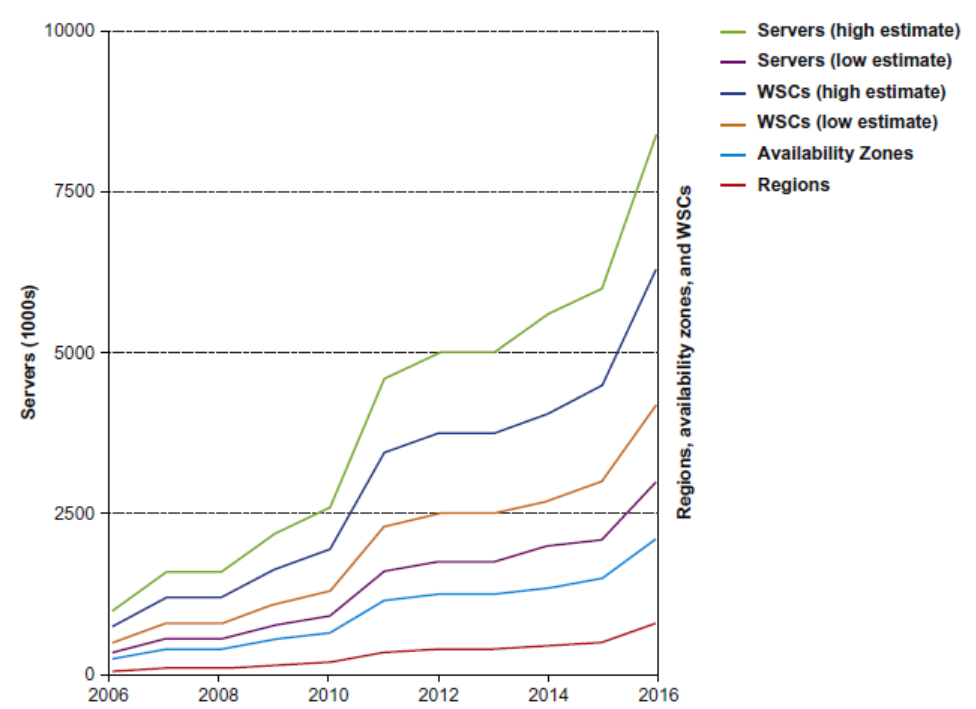 10000
7500
5000
2500
0
Servers (1000s)
2006 2008 2010 2012 2014 2016
Regions, availability zones, and WSCs
Servers (high estimate)
Servers (low estimate)
WSCs (high estimate)
WSCs (low estimate)
Availability Zones
Regions